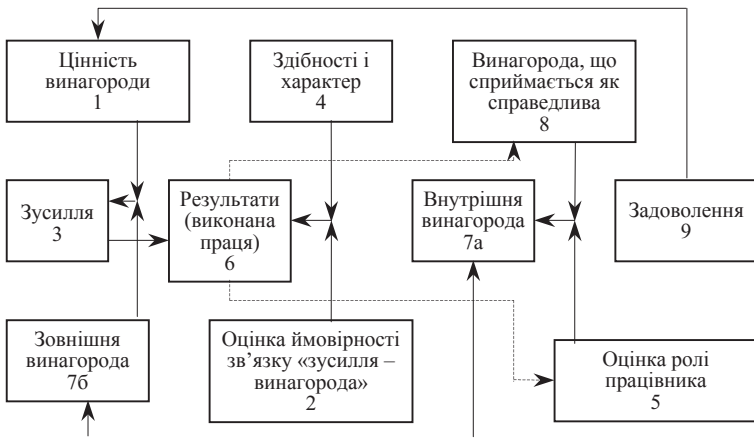 Цінність
винагороди
1
Здібності і
характер
4
Винагорода, що
сприймається як
справедлива
8
Зусилля
3
Результати
(виконана
праця)
6
Внутрішня
винагорода
7а
Задоволення
9
Зовнішня
винагорода
7б
Оцінка ймовірності
зв’язку «зусилля –
винагорода»
2
Оцінка ролі
працівника
5